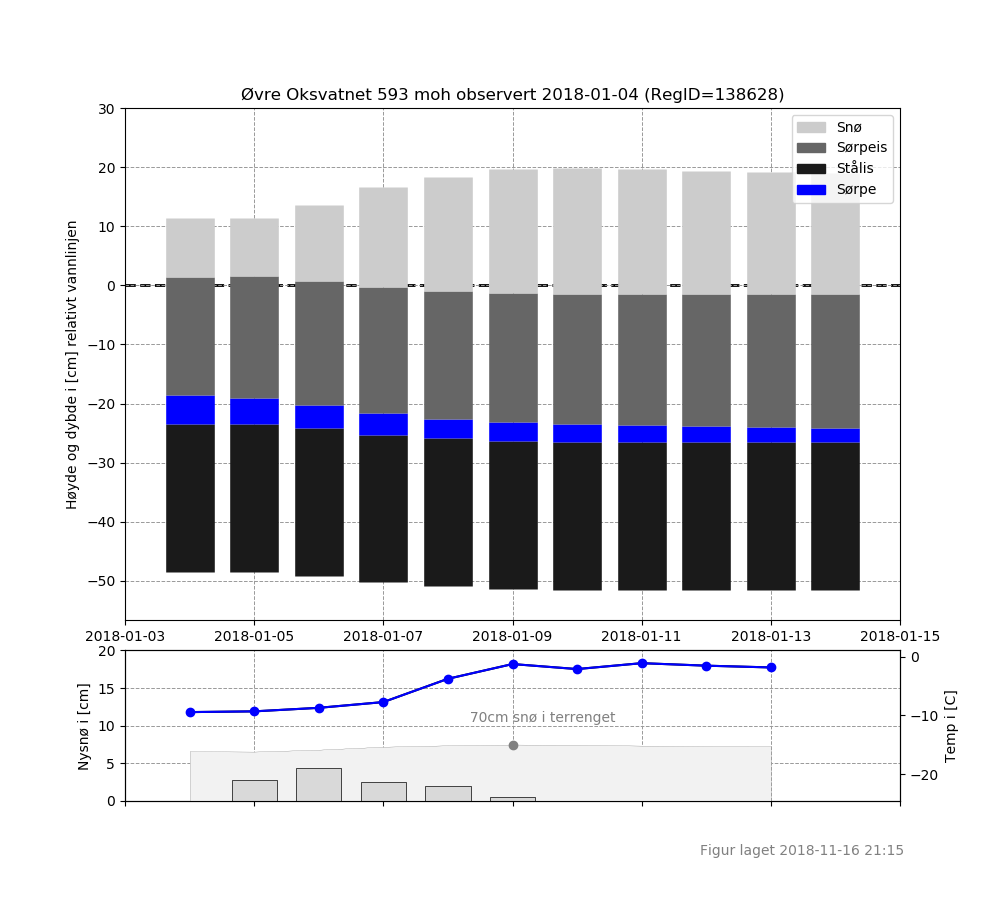 Øvre Oksvatnet 593 moh observert 2018-01-04 (RegID=138628)
Høyde og dybde i [cm] relativt vannlinjen
30
20
10
0
−10
−20
−30
−40
−50
Snø
Sørpeis
Stålis
Sørpe
2018-01-03 2018-01-05 2018-01-07 2018-01-09 2018-01-11 2018-01-13 2018-01-15
Nysnø i [cm]
20
15
10
5
0
70cm snø i terrenget
0
−10
−20
Temp i [C]
Figur laget 2018-11-16 21:15